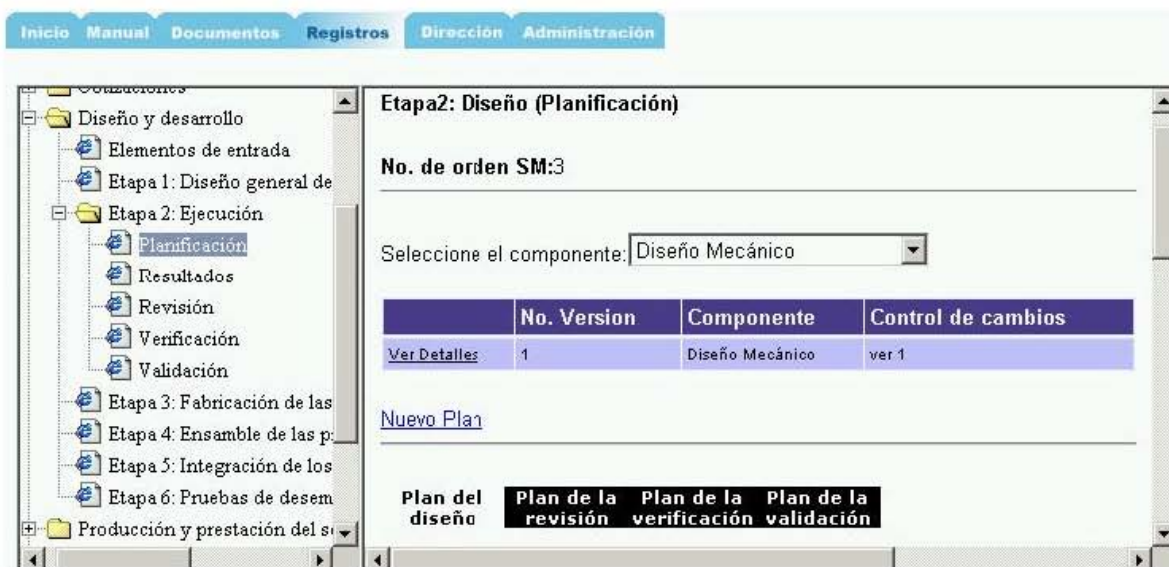 Inicio Manual Documentos Registros Dirección Administración
Cotizaciones
Diseño y desarrollo
Elementos de entrada
Etapa 1: Diseño general de
Etapa 2: Ejecución
Planificación
Resultados
Revisión
Verificación
Validación
Etapa 3: Fabricación de las
Etapa 4: Ensamble de las p
Etapa 5: Integración de los
Etapa 6: Pruebas de desem
Producción y prestación del s
Etapa2: Diseño (Planificación)
No. de orden SM:3
Seleccione el componente: Diseño Mecánico
No. Version Componente Control de cambios
Ver Detalles 1 Diseño Mecánico ver 1
Nuevo Plan
Plan del diseño
Plan de la revisión
Plan de la verificación
Plan de la validación